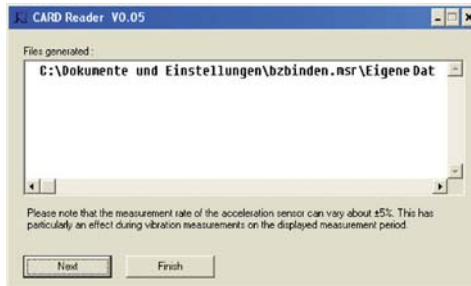 CARD Reader V0.05
Files generated :
C:\Dokumente und Einstellungen\bzbinden.msr\Eigene Dat
Please note that the measurement rate of the acceleration sensor can vary about ±5%. This has
particularly an effect during vibration measurements on the displayed measurement period.
Next Finish